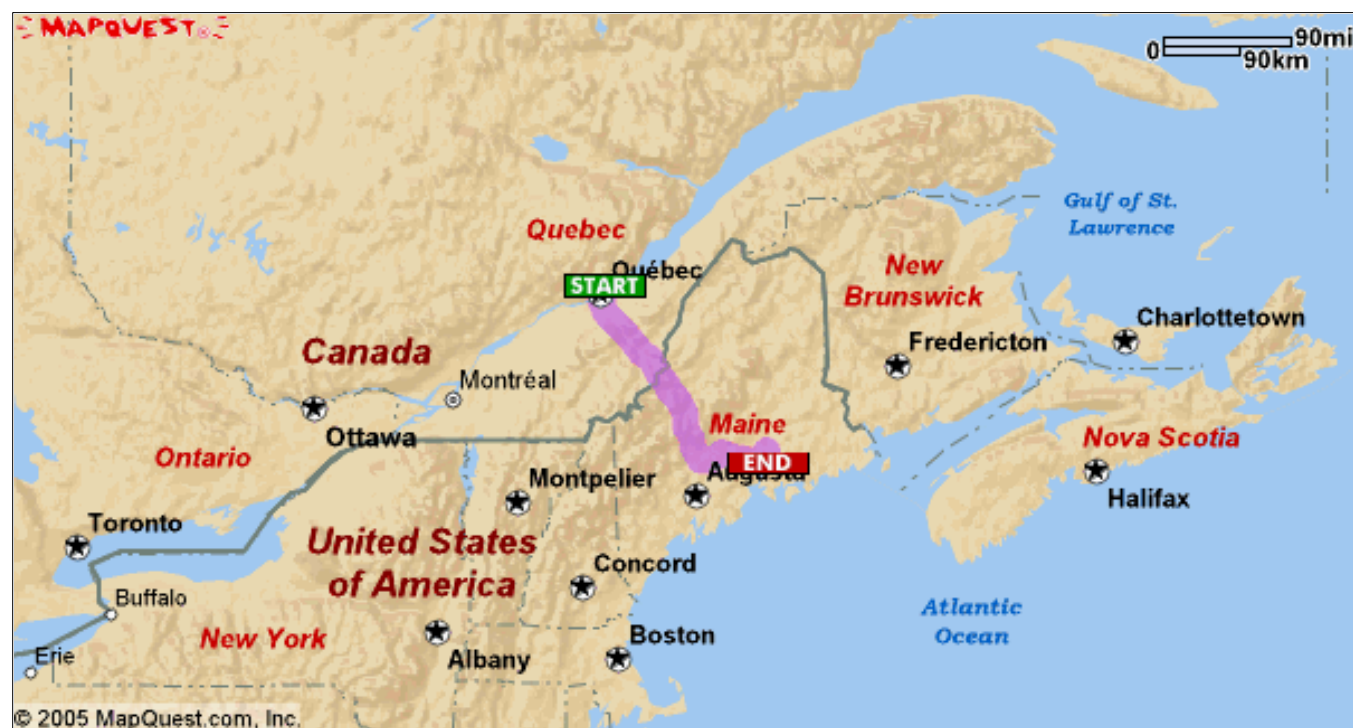 MAPQUEST®
0 90mi
90km
Gulf of St.
Lawrence
Quebec
Québec
START
New
Brunswick
Charlottetown
Fredericton
Canada
Montréal
Maine
Nova Scotia
Ottawa
Ontario
END
Augusta
Montpelier
Halifax
Toronto
United States
of America
Concord
Buffalo
Atlantic
Ocean
New York
Boston
Albany
Erie
© 2005 MapQuest.com, Inc.